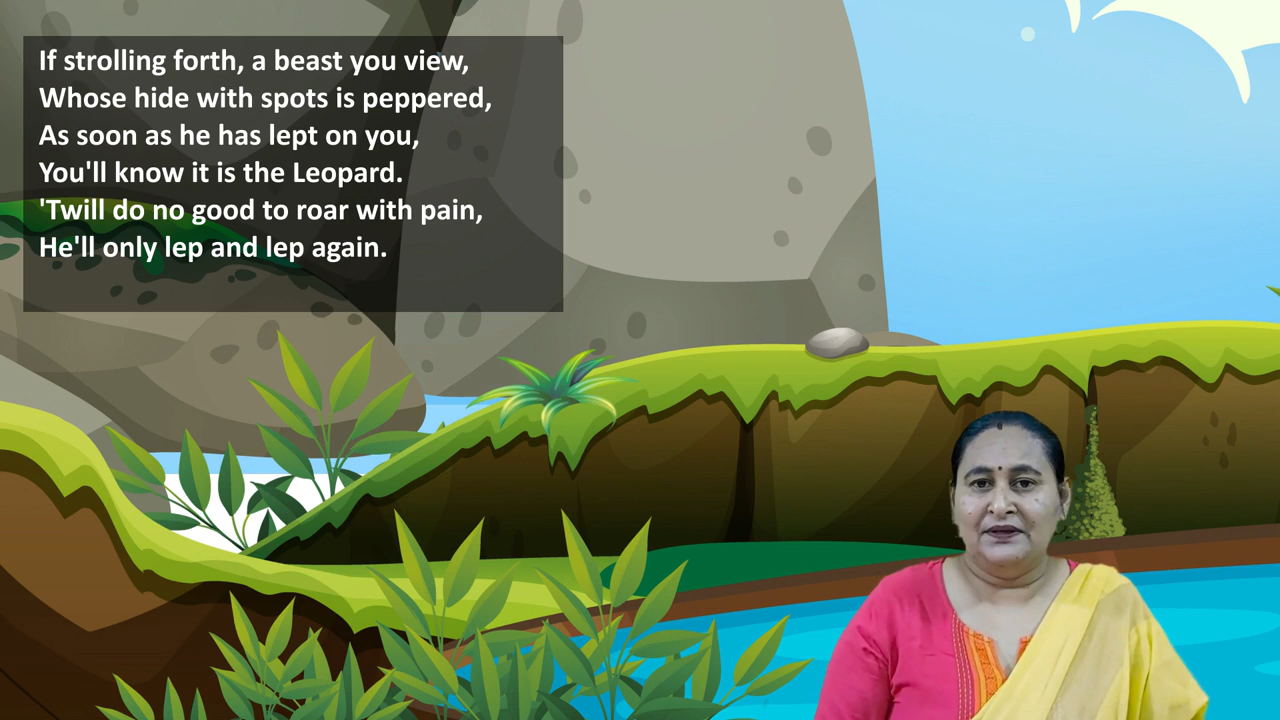 If strolling forth, a beast you view,
Whose hide with spots is peppered,
As soon as he has lept on you,
You'll know it is the Leopard.
'Twill do no good to roar with pain,
He'll only lep and lep again.